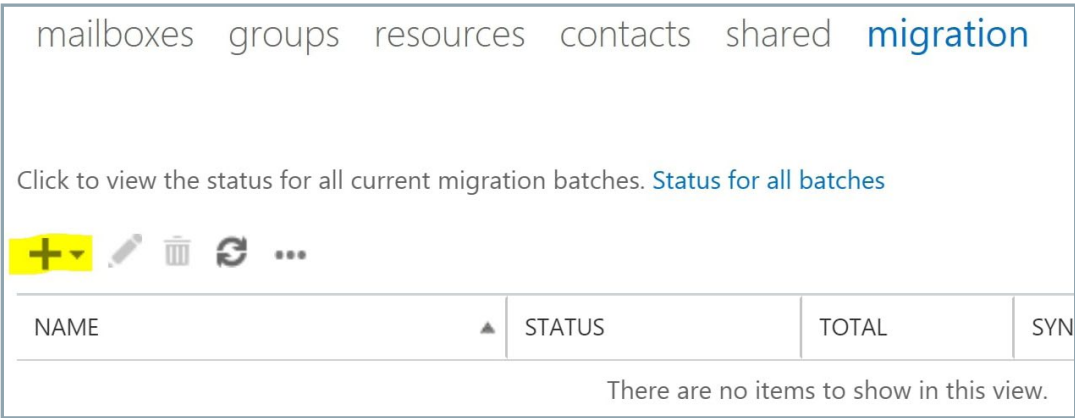 mailboxes groups resources contacts shared migration
Click to view the status for all current migration batches. Status for all batches
NAME STATUS TOTAL SYN
There are no items to show in this view.